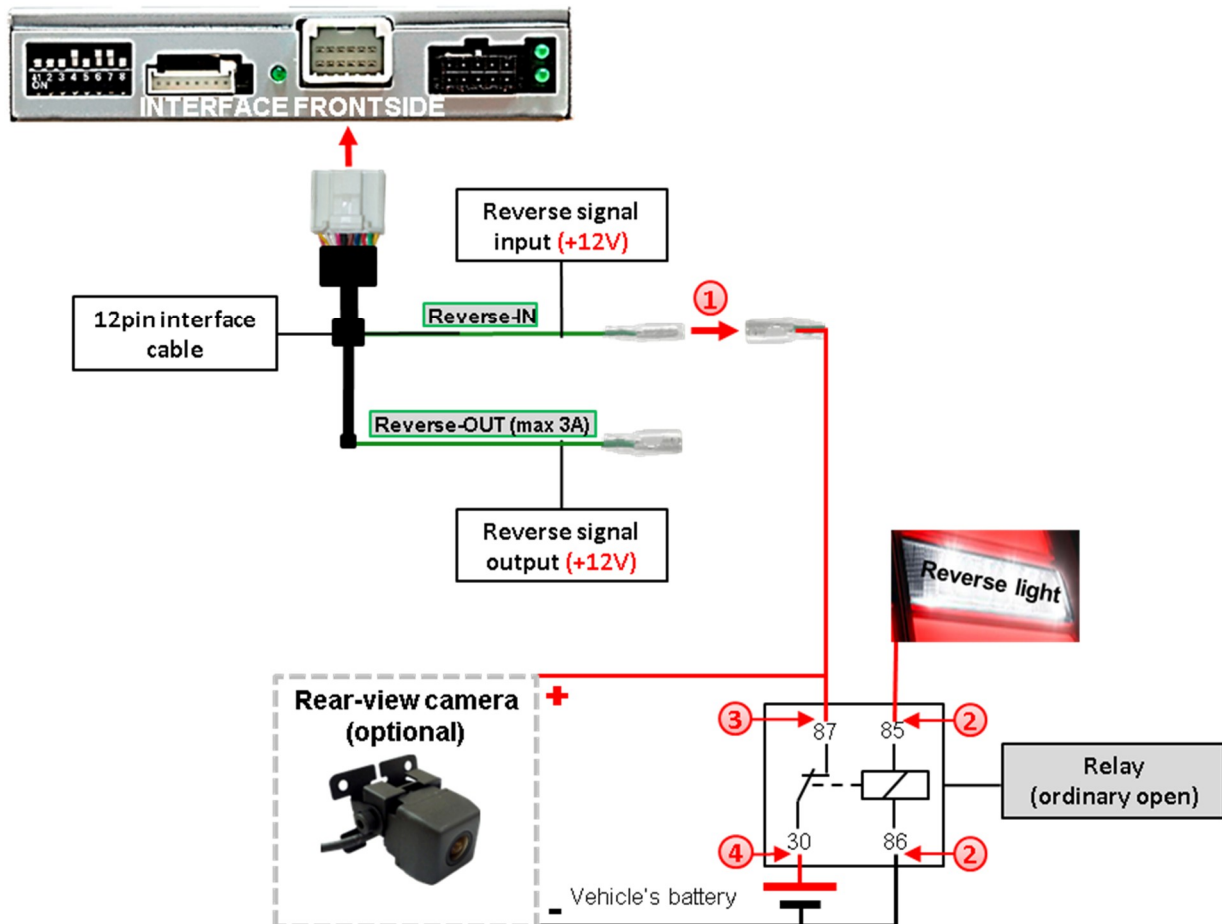 41 2 3 4 5 6 7 8
ON
INTERFACE FRONTSIDE
Reverse signal
input (+12V)
Reverse-IN
1
12pin interface
cable
Reverse-OUT (max 3A)
Reverse signal
output (+12V)
Reverse light
Rear-view camera
(optional)
+
3
87
85
2
Relay
(ordinary open)
4
30
86
2
- Vehicle's battery